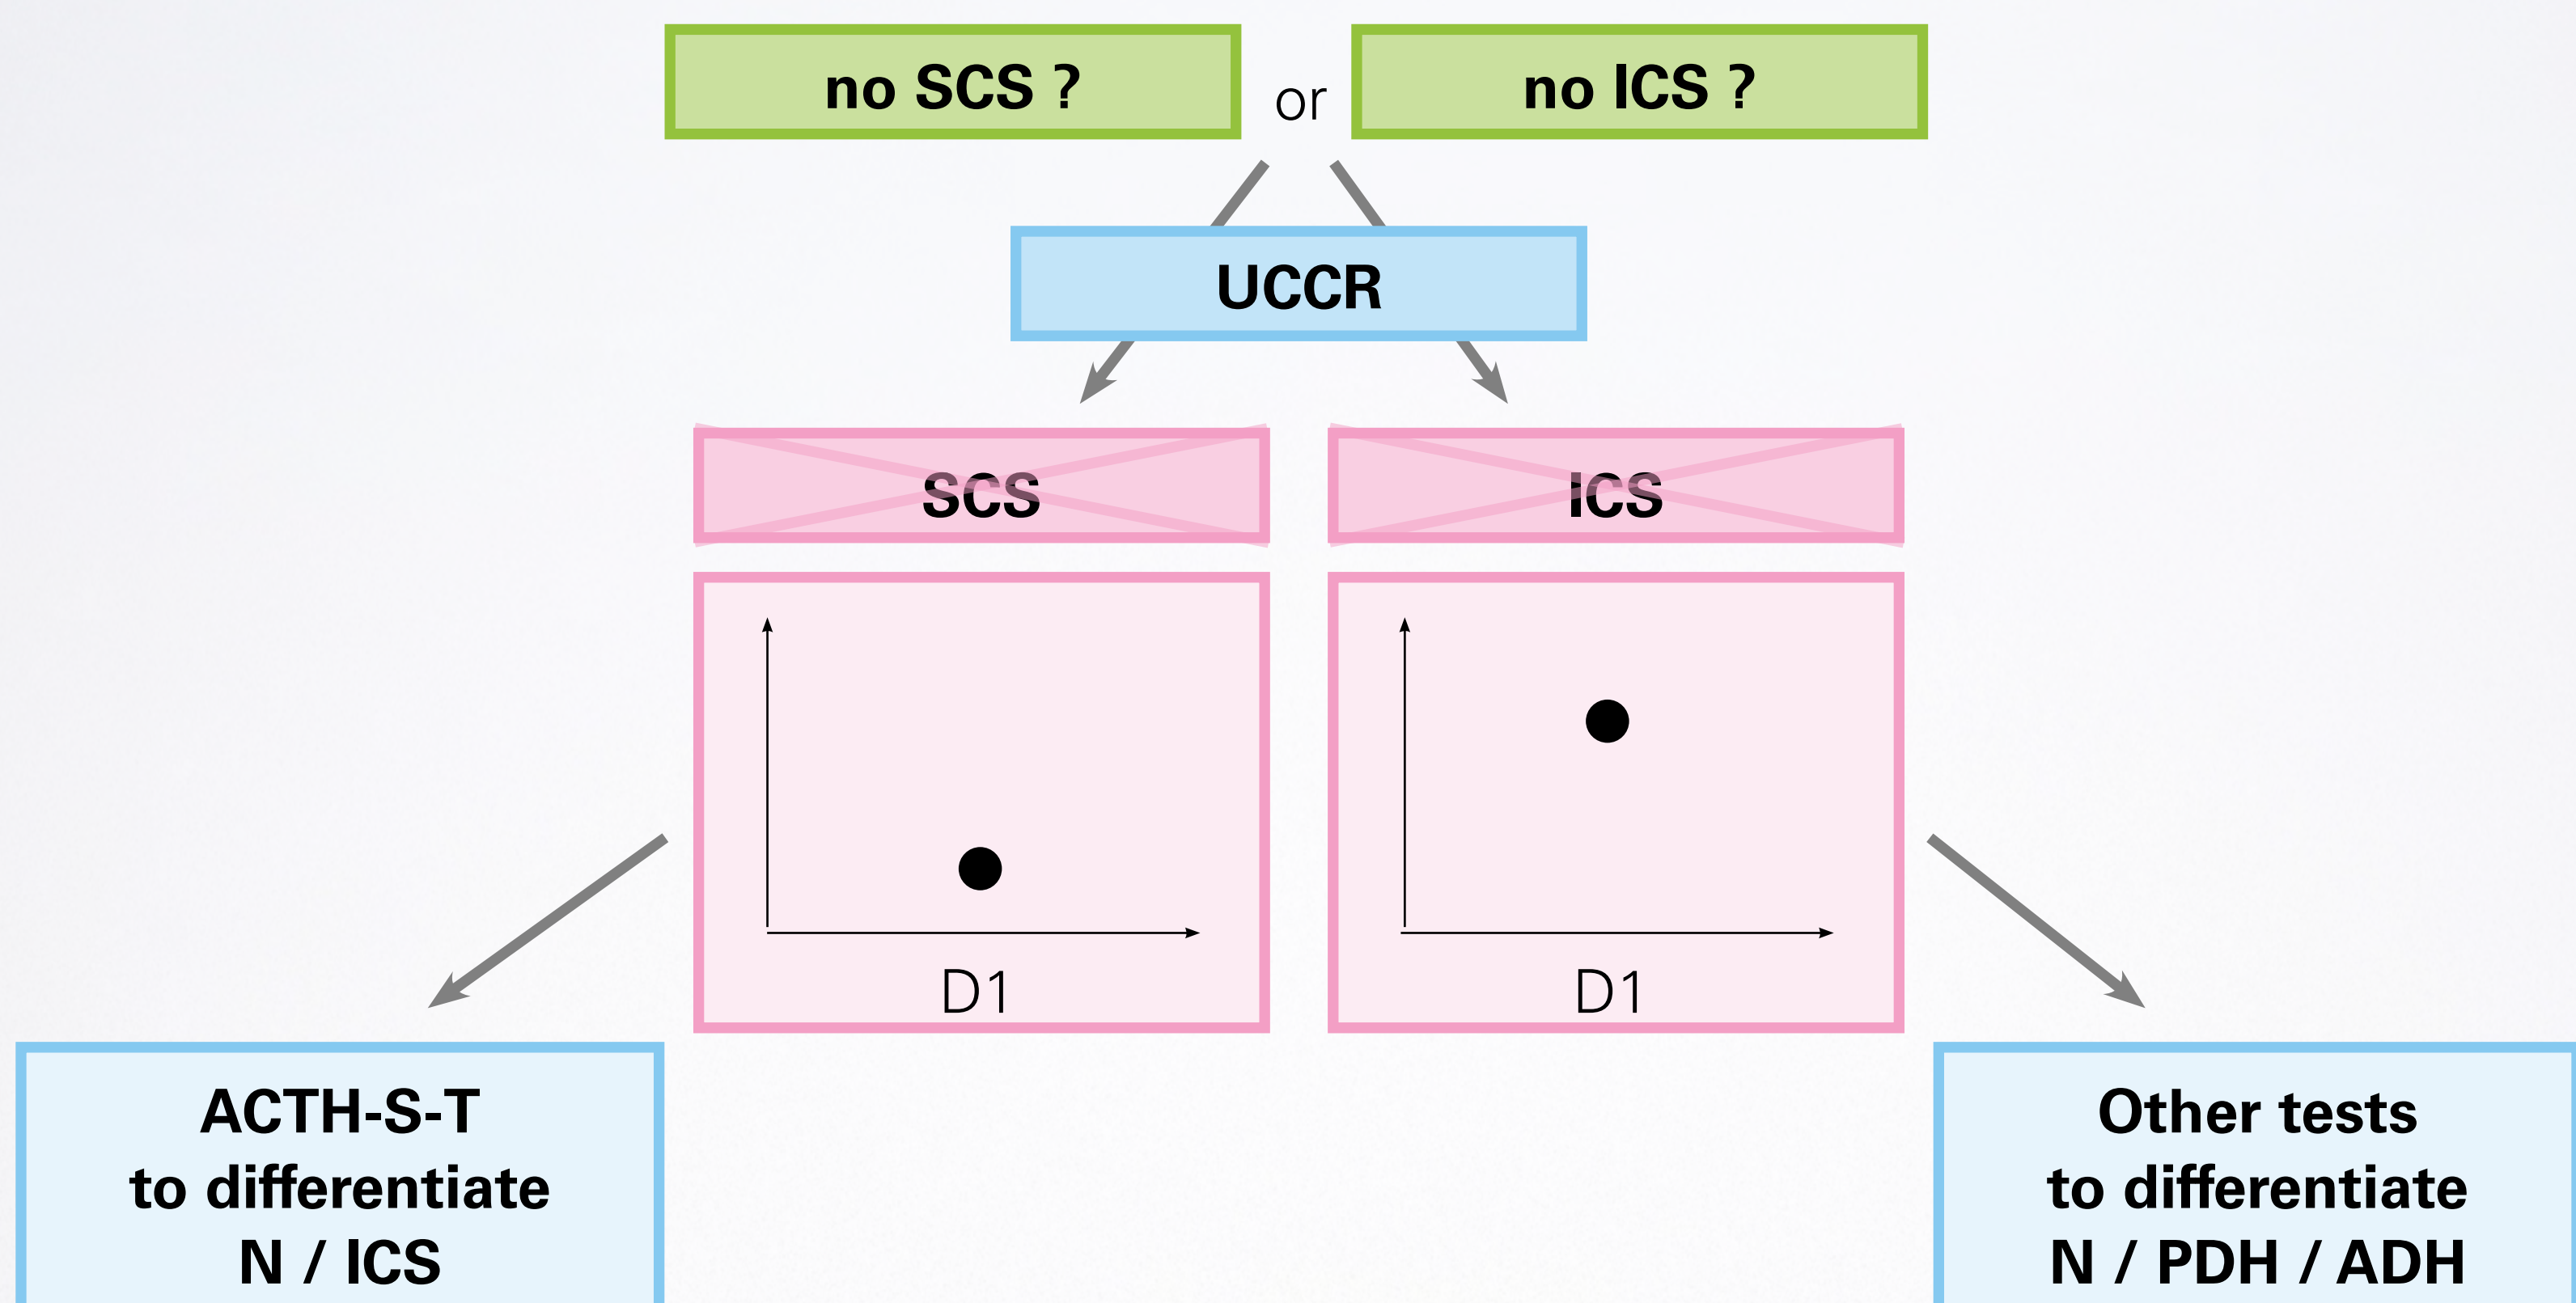 no SCS ?
or
no ICS ?
UCCR
SCS
ICS
D1
D1
ACTH-S-T
to differentiate
N / ICS
Other tests
to differentiate
N / PDH / ADH